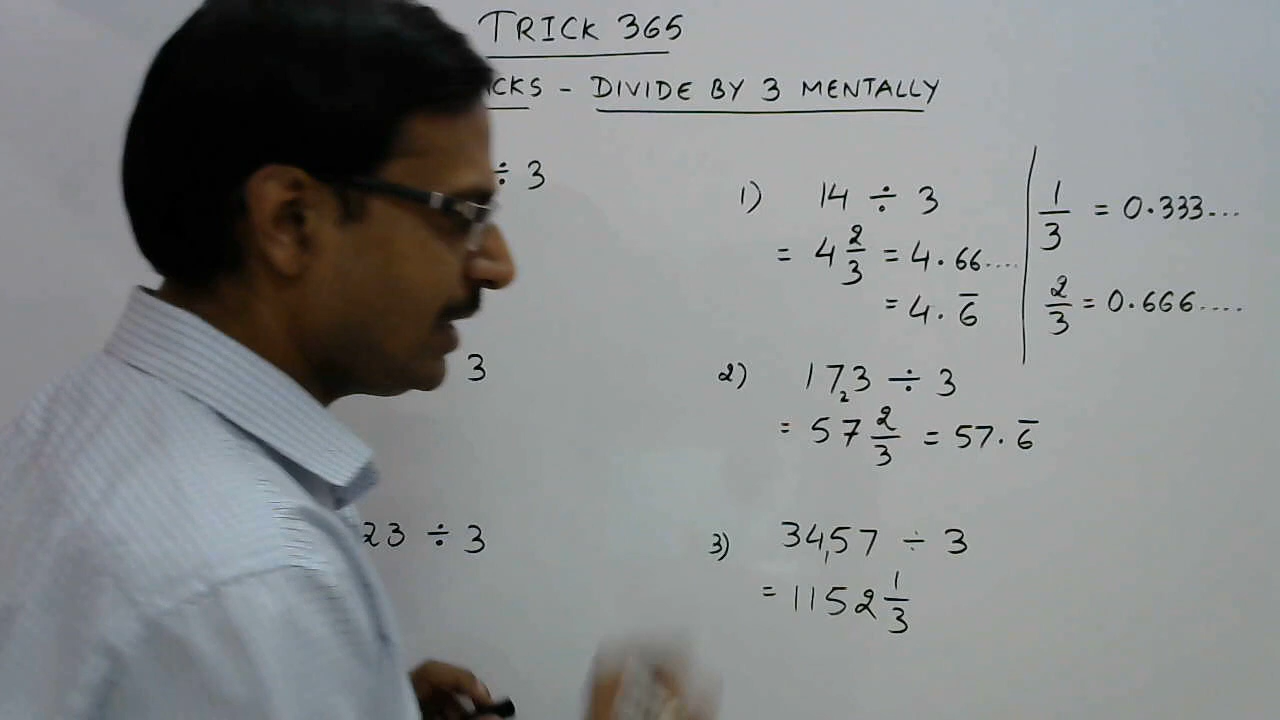 TRICK 365
- DIVIDE BY 3 MENTALLY
÷ 3
3
23 ÷ 3
1) 14 ÷ 3
= 4 2/3 = 4.66....
= 4.6̅
1/3 = 0.333...
2/3 = 0.666....
2) 17₂3 ÷ 3
= 57 2/3 = 57.6̅
3) 34,57 ÷ 3
= 1152 1/3